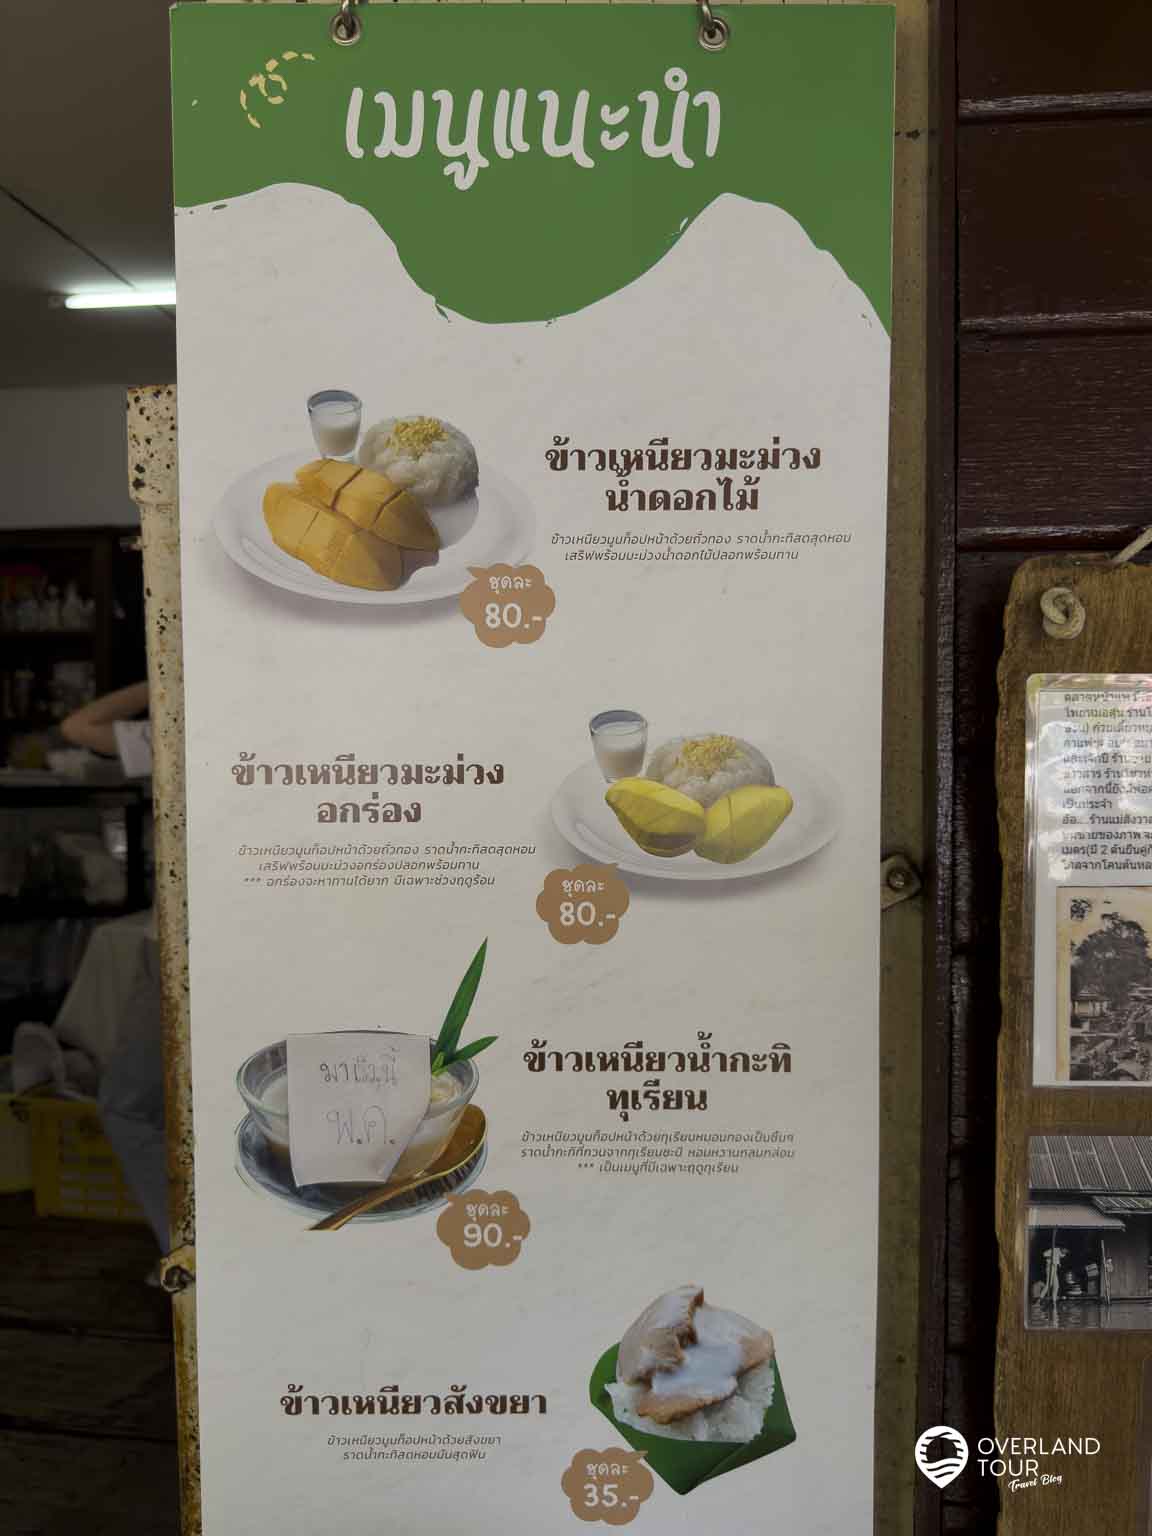 เมนูแนะนำ
ข้าวเหนียวมะม่วง
น้ำดอกไม้
ข้าวเหนียวมูนท็อปหน้าด้วยถั่วทอง ราดน้ำกะทิสดสุดหอม
เสริฟพร้อมมะม่วงน้ำดอกไม้ปลอกพร้อมทาน
ชุดละ
80.-
ข้าวเหนียวมะม่วง
อกร่อง
ข้าวเหนียวมูนท็อปหน้าด้วยถั่วทอง ราดน้ำกะทิสดสุดหอม
เสริฟพร้อมมะม่วงอกร่องปลอกพร้อมทาน
*** อกร่องจะหาทานได้ยาก มีเฉพาะช่วงฤดูร้อน
ชุดละ
80.-
ข้าวเหนียวน้ำกะทิ
ทุเรียน
ข้าวเหนียวมูนท็อปหน้าด้วยทุเรียนหมอนทองเป็นชิ้นๆ
ราดน้ำกะทิที่กวนจากทุเรียนชะนี หอมหวานกลมกล่อม
*** เป็นเมนูที่มีเฉพาะฤดูทุเรียน
พ.ค.
ชุดละ
90.-
ข้าวเหนียวสังขยา
ข้าวเหนียวมูนท็อปหน้าด้วยสังขยา
ราดน้ำกะทิสดหอมมันสุดฟิน
ชุดละ
35.-
OVERLAND
TOUR
Travel Blog